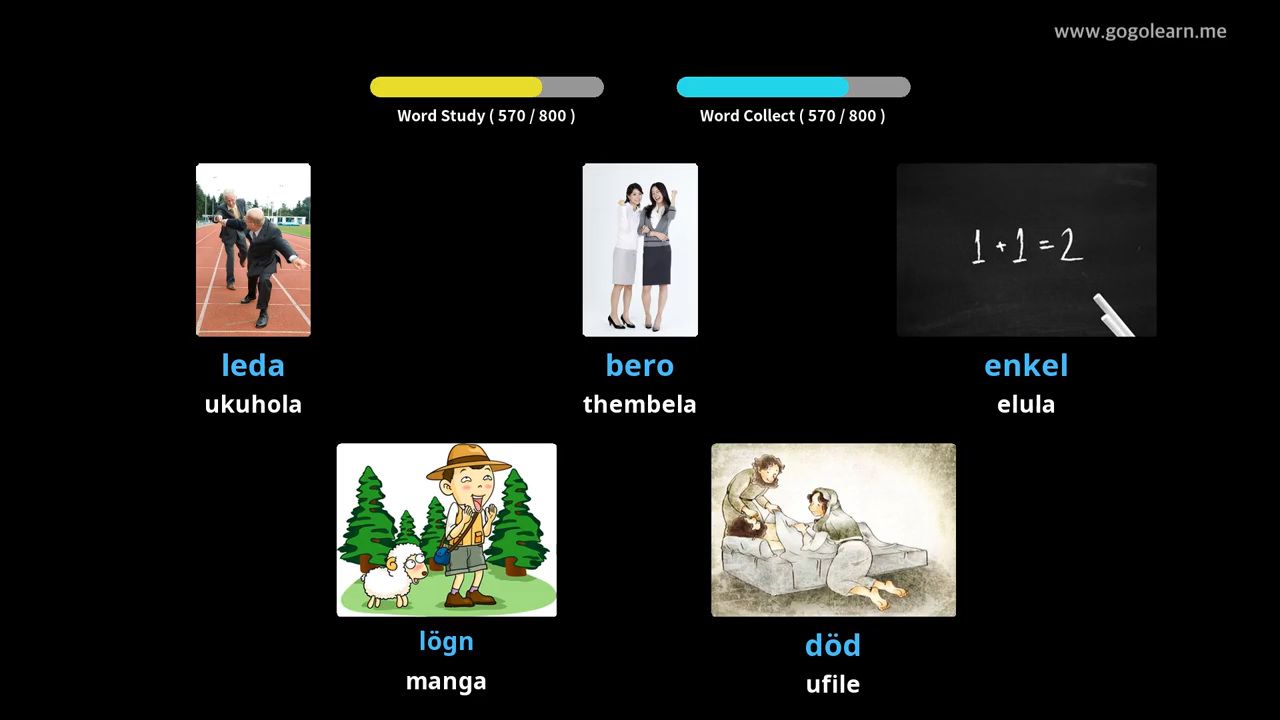 www.gogolearn.me
Word Study ( 570 / 800 )
Word Collect ( 570 / 800 )
1 + 1 = 2
leda
ukuhola
bero
thembela
enkel
elula
lögn
manga
död
ufile